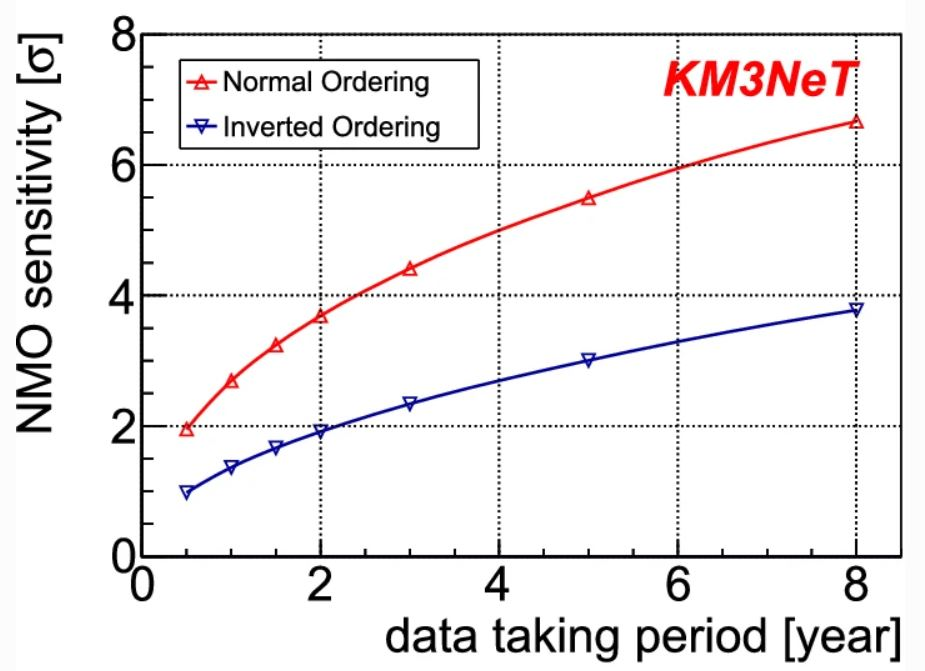 8
KM3NeT
Normal Ordering
Inverted Ordering
6
4
2
0
0 2 4 6 8
NMO sensitivity [σ]
data taking period [year]